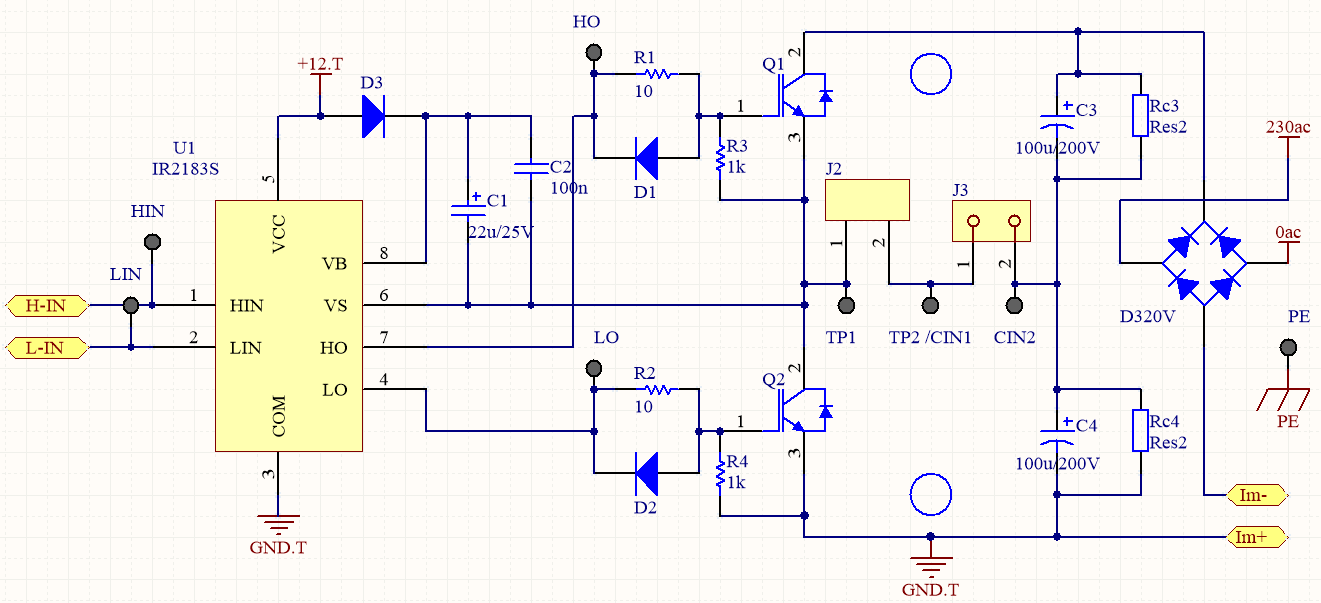 HO
R1
10
Q1
2
1
3
+12.T
D3
C3
100u/200V
Rc3
Res2
230ac
U1
IR2183S
5
R3
1k
D1
C2
100n
J2
1
2
J3
1
2
HIN
C1
22u/25V
VCC
0ac
LIN
VB
8
H-IN
1
HIN
VS
6
TP1
TP2 /CIN1
CIN2
D320V
PE
L-IN
2
LIN
HO
7
LO
LO
4
R2
10
Q2
2
1
3
COM
3
C4
100u/200V
Rc4
Res2
PE
R4
1k
D2
Im-
Im+
GND.T
GND.T